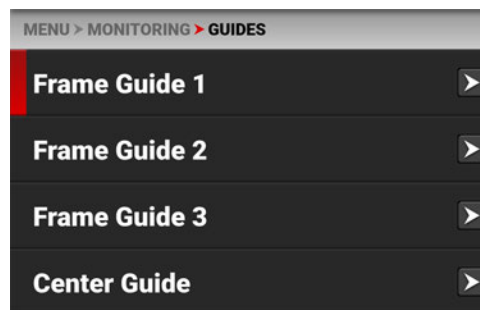 MENU > MONITORING > GUIDES
Frame Guide 1
Frame Guide 2
Frame Guide 3
Center Guide